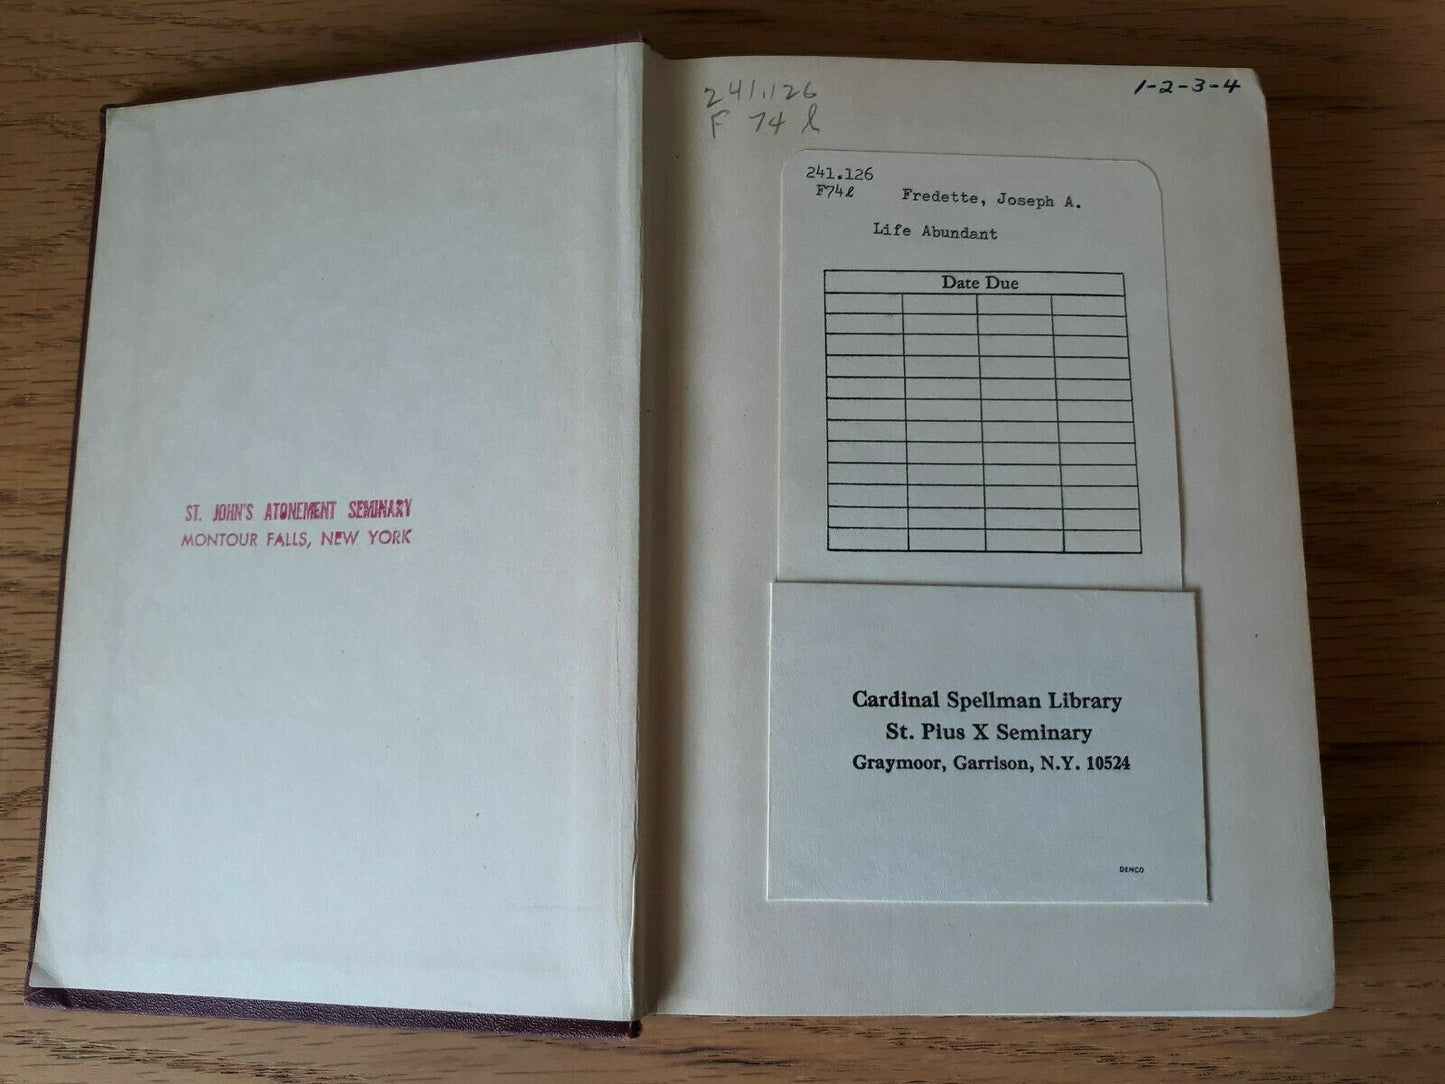 ST. JOHN'S ATONEMENT SEMINARY
MONTOUR FALLS, NEW YORK
241.126
F 74 l
1-2-3-4
241.126
F74l Fredette, Joseph A.
Life Abundant
Date Due
Cardinal Spellman Library
St. Pius X Seminary
Graymoor, Garrison, N.Y. 10524
DEMCO